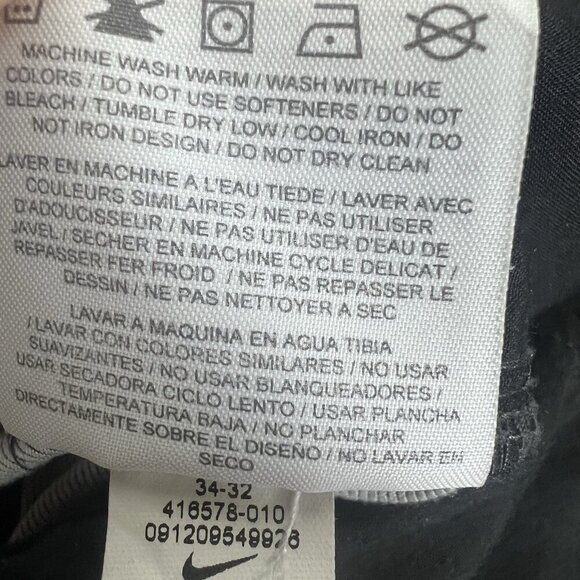 MACHINE WASH WARM / WASH WITH LIKE
COLORS / DO NOT USE SOFTENERS / DO NOT
BLEACH / TUMBLE DRY LOW / COOL IRON / DO
NOT IRON DESIGN / DO NOT DRY CLEAN
LAVER EN MACHINE A L'EAU TIEDE / LAVER AVEC
COULEURS SIMILAIRES / NE PAS UTILISER
D'ADOUCISSEUR / NE PAS UTILISER D'EAU DE
JAVEL / SECHER EN MACHINE CYCLE DELICAT /
REPASSER FER FROID / NE PAS REPASSER LE
DESSIN / NE PAS NETTOYER A SEC
LAVAR A MAQUINA EN AGUA TIBIA
/ LAVAR CON COLORES SIMILARES / NO USAR
SUAVIZANTES / NO USAR BLANQUEADORES /
USAR SECADORA CICLO LENTO / USAR PLANCHA
TEMPERATURA BAJA / NO PLANCHAR
DIRECTAMENTE SOBRE EL DISEÑO / NO LAVAR EN
SECO
34-32
416578-010
091209549926